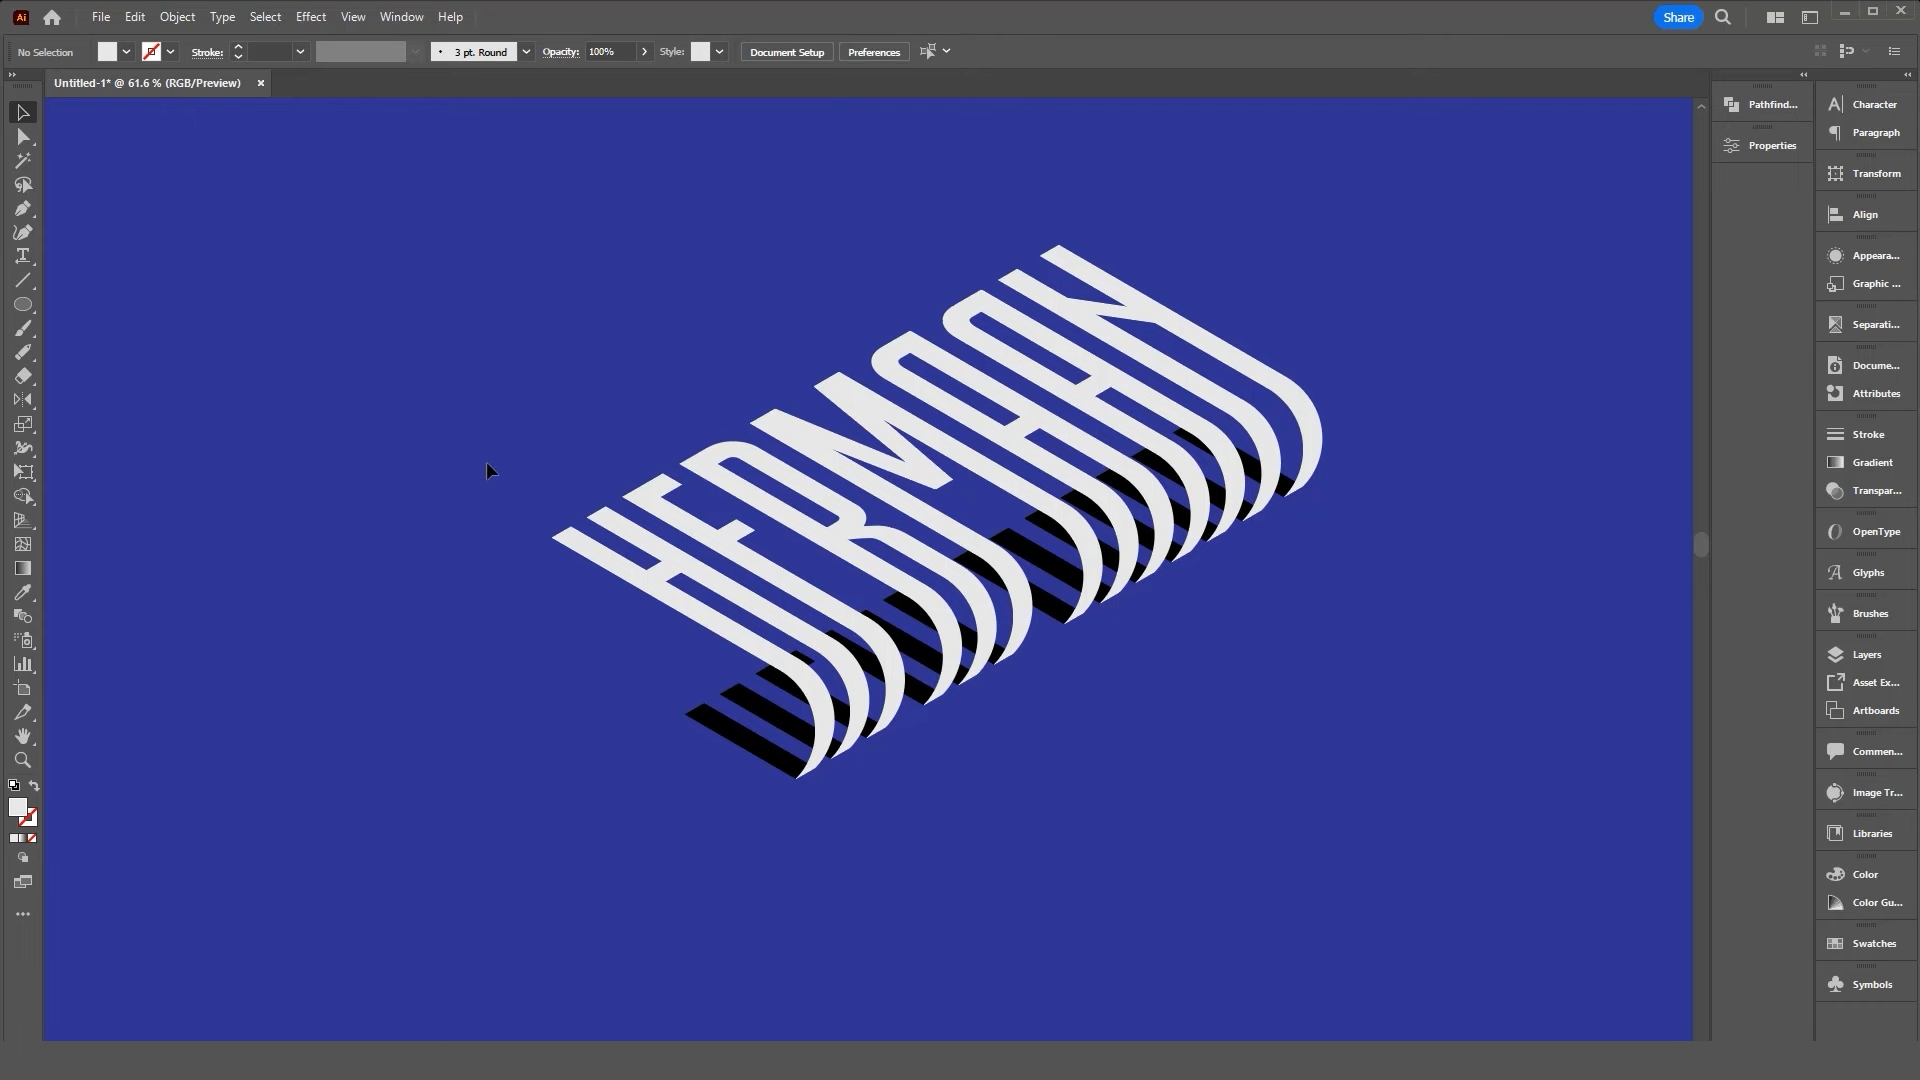 Ai File Edit Object Type Select Effect View Window Help Share
No Selection Stroke: 3 pt. Round Opacity: 100% Style: Document Setup Preferences
Untitled-1* @ 61.6 % (RGB/Preview)
HERMAAN
Pathfind...
Properties
Character
Paragraph
Transform
Align
Appeara...
Graphic ...
Separati...
Docume...
Attributes
Stroke
Gradient
Transpar...
OpenType
Glyphs
Brushes
Layers
Asset Ex...
Artboards
Commen...
Image Tr...
Libraries
Color
Color Gu...
Swatches
Symbols